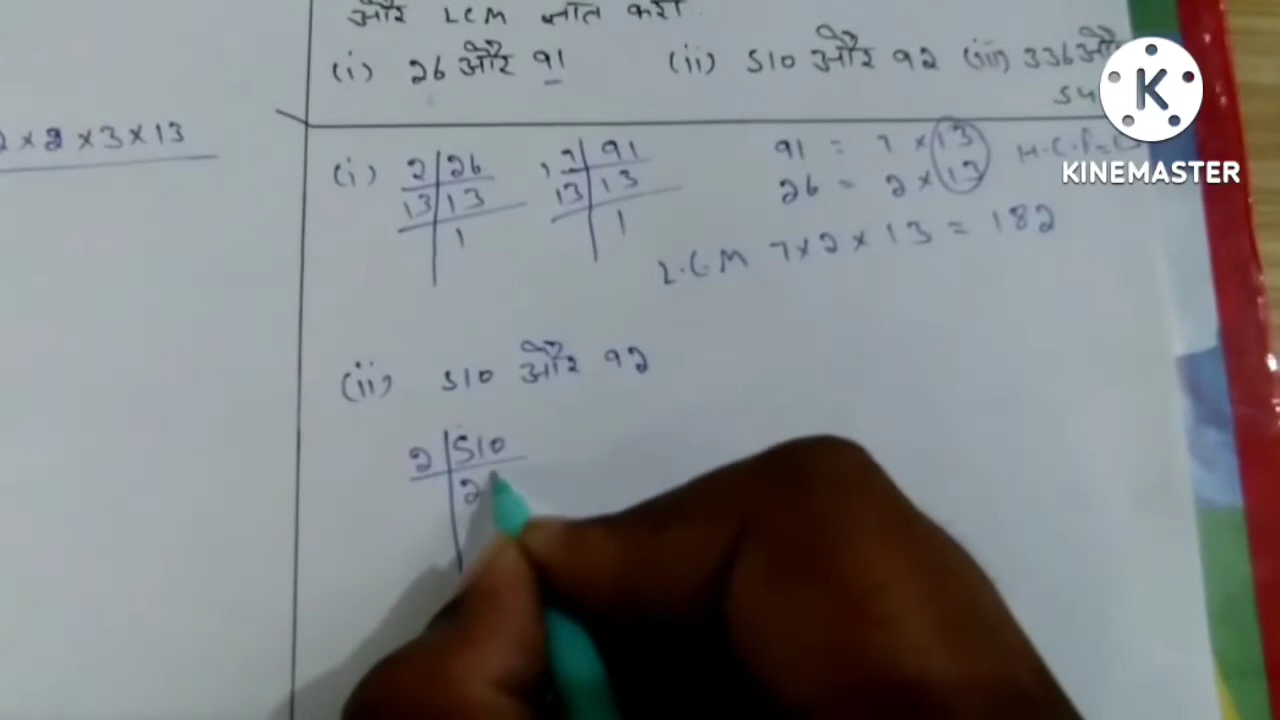 और LCM ज्ञात करो.
(i) 26 और 91 (ii) 510 और 92 (iii) 336 और
54
2 × 2 × 3 × 13
(i) 2 | 26 , 7 | 91
13 | 13 13 | 13
1 1
91 = 7 × 13 H.C.F =
26 = 2 × 13
L.C.M 7 × 2 × 13 = 182
(ii) 510 और 92
2 | 510
2
K
KINEMASTER